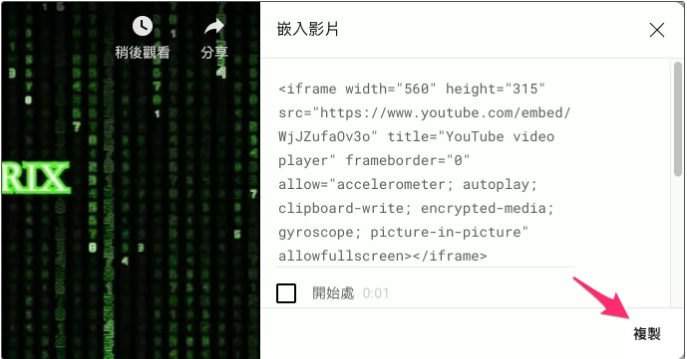 稍後觀看
分享
RIX
嵌入影片
<iframe width="560" height="315"
src="https://www.youtube.com/embed/
WjJZufaOv3o" title="YouTube video
player" frameborder="0"
allow="accelerometer; autoplay;
clipboard-write; encrypted-media;
gyroscope; picture-in-picture"
allowfullscreen></iframe>
開始處 0:01
複製